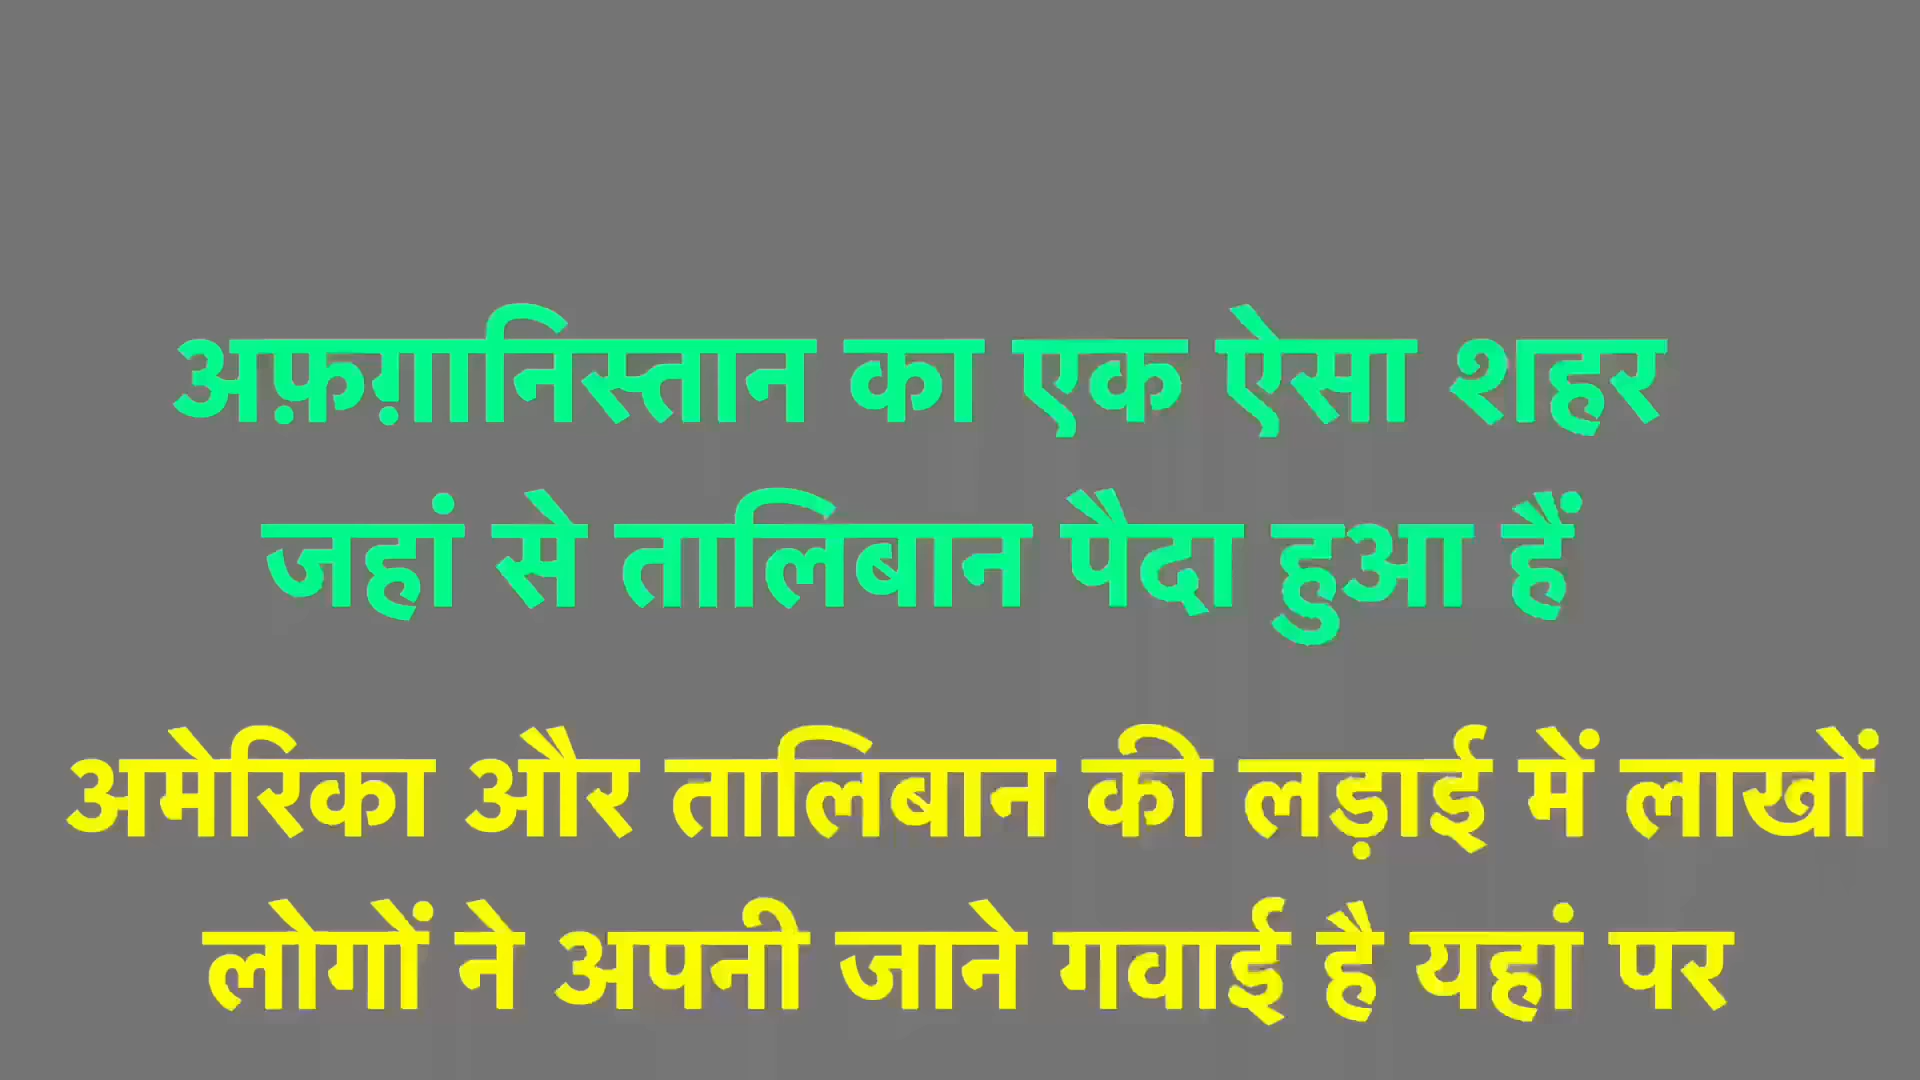 अफ़ग़ानिस्तान का एक ऐसा शहर
जहां से तालिबान पैदा हुआ हैं
अमेरिका और तालिबान की लड़ाई में लाखों
लोगों ने अपनी जाने गवाई है यहां पर